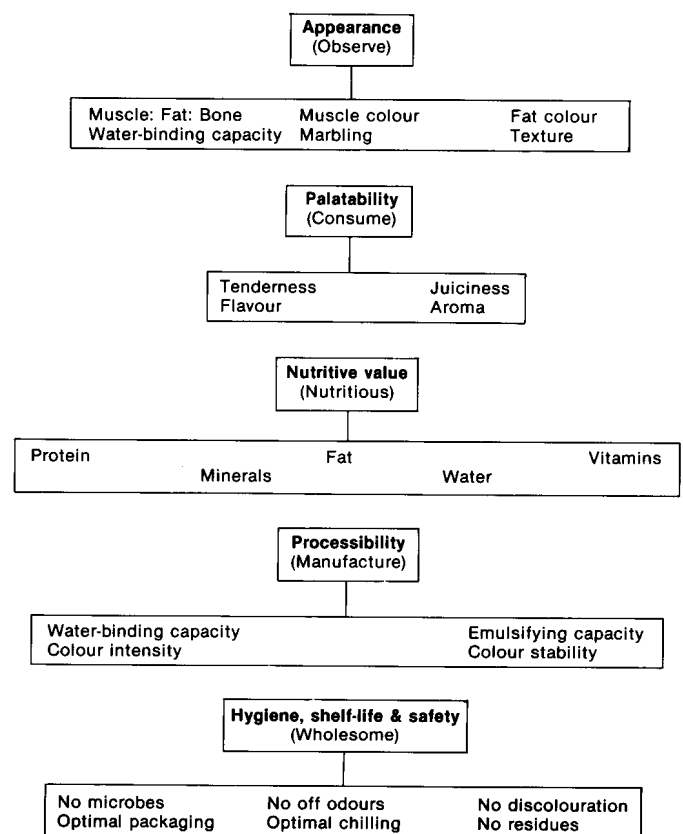 Appearance
(Observe)
Muscle: Fat: Bone Muscle colour Fat colour
Water-binding capacity Marbling Texture
Palatability
(Consume)
Tenderness Juiciness
Flavour Aroma
Nutritive value
(Nutritious)
Protein Fat Vitamins
Minerals Water
Processibility
(Manufacture)
Water-binding capacity Emulsifying capacity
Colour intensity Colour stability
Hygiene, shelf-life & safety
(Wholesome)
No microbes No off odours No discolouration
Optimal packaging Optimal chilling No residues